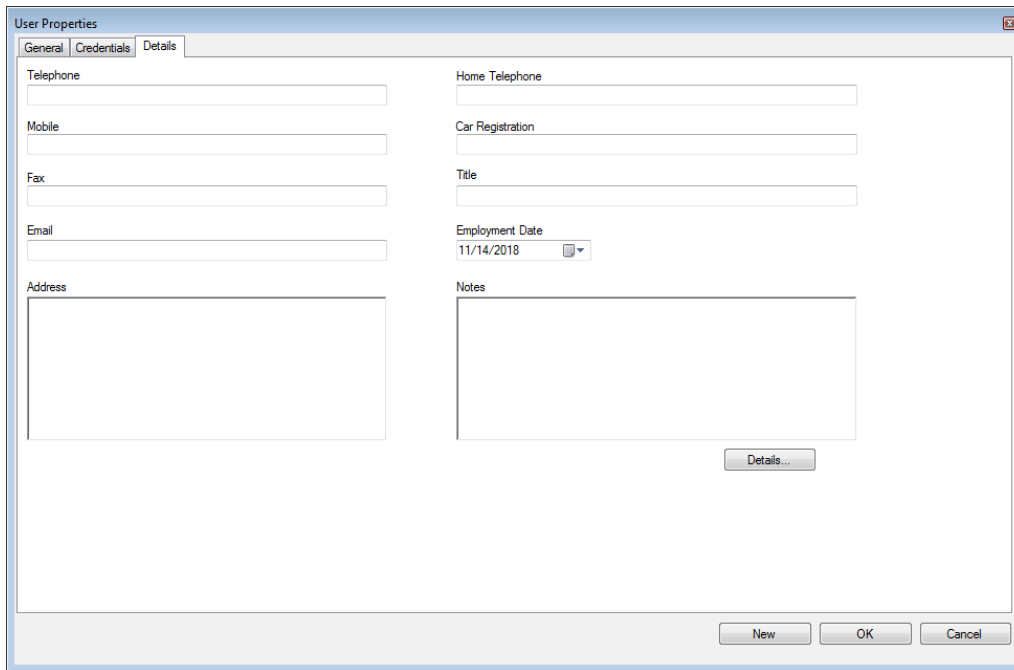 User Properties
General Credentials Details
Telephone
Home Telephone
Mobile
Car Registration
Fax
Title
Email
Employment Date
11/14/2018
Address
Notes
Details...
New OK Cancel